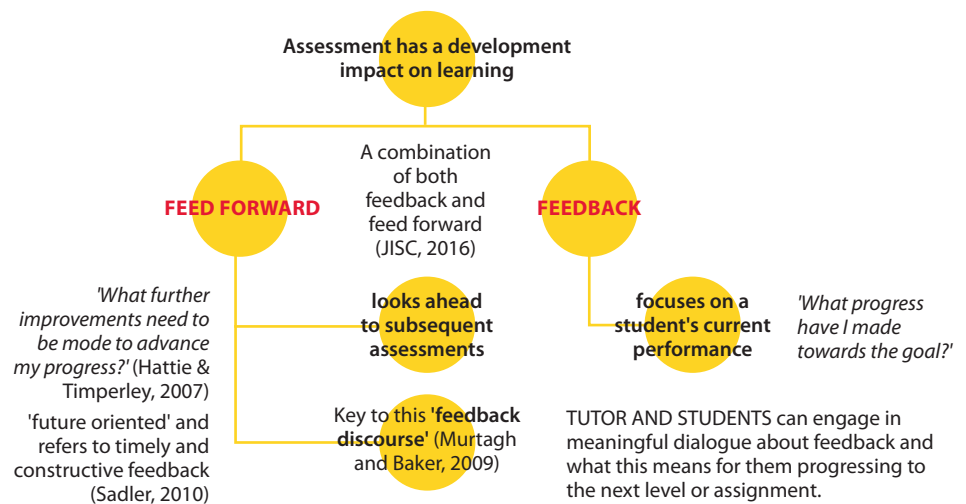 Assessment has a development
impact on learning
A combination
of both
feedback and
feed forward
(JISC, 2016)
FEED FORWARD
FEEDBACK
'What further
improvements need to
be mode to advance
my progress?' (Hattie &
Timperley, 2007)
looks ahead
to subsequent
assessments
focuses on a
student's current
performance
'What progress
have I made
towards the goal?'
'future oriented' and
refers to timely and
constructive feedback
(Sadler, 2010)
Key to this 'feedback
discourse' (Murtagh
and Baker, 2009)
TUTOR AND STUDENTS can engage in
meaningful dialogue about feedback and
what this means for them progressing to
the next level or assignment.